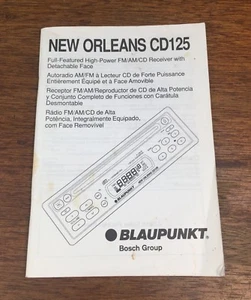 NEW ORLEANS CD125
Full-Featured High-Power FM/AM/CD Receiver with
Detachable Face
Autoradio AM/FM à Lecteur CD de Forte Puissance
Entièrement Équipé et à Face Amovible
Receptor FM/AM/Reproductor de CD de Alta Potencia
y Conjunto Completo de Funciones con Carátula
Desmontable
Rádio FM/AM/CD de Alta
Potência, Integralmente Equipado,
com Face Removível
BLAUPUNKT
Bosch Group